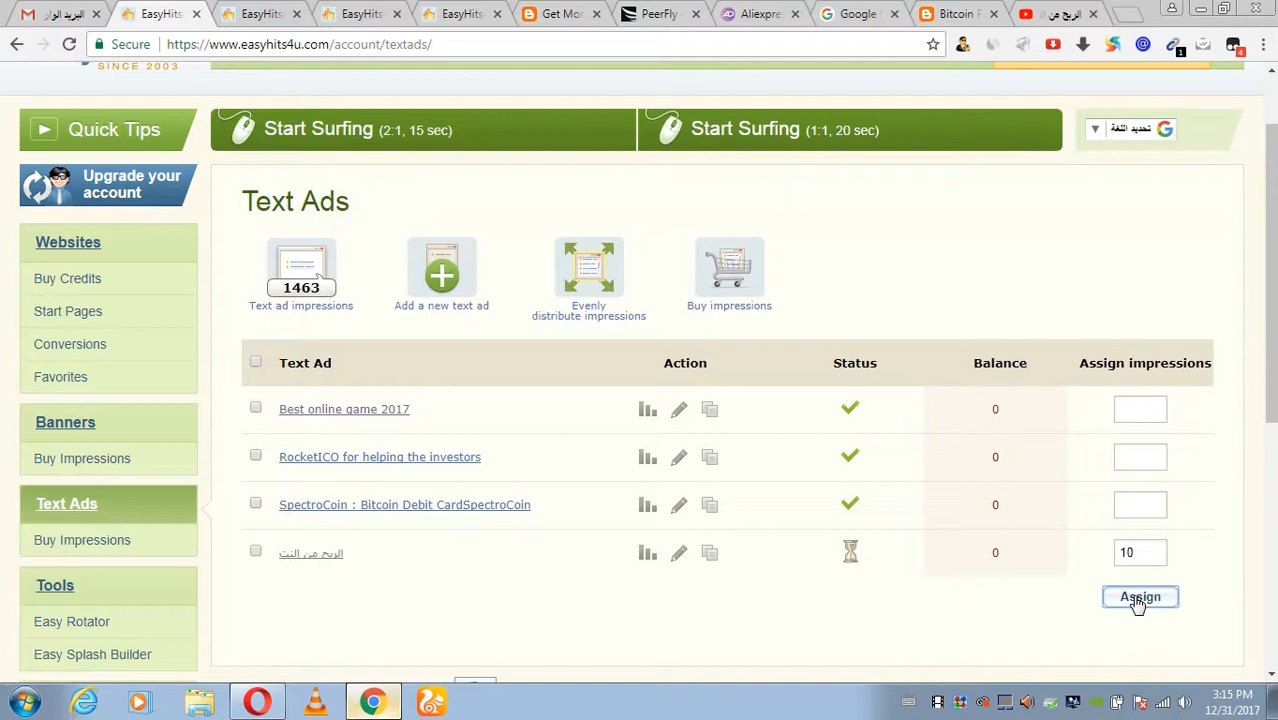 البريد الوار
EasyHits
EasyHits
EasyHits
EasyHits
Get Mor
PeerFly -
Aliexpre
Google
Bitcoin F
الربح من ال
Secure
https://www.easyhits4u.com/account/textads/
1
4
SINCE 2003
Quick Tips
Start Surfing (2:1, 15 sec)
Start Surfing (1:1, 20 sec)
تحديد اللغة
Upgrade your
account
Websites
Buy Credits
Start Pages
Conversions
Favorites
Banners
Buy Impressions
Text Ads
Buy Impressions
Tools
Easy Rotator
Easy Splash Builder
Text Ads
1463
Text ad impressions
Add a new text ad
Evenly
distribute impressions
Buy impressions
Text Ad Action Status Balance Assign impressions
Best online game 2017 0
RocketICO for helping the investors 0
SpectroCoin : Bitcoin Debit CardSpectroCoin 0
الربح من النت 0 10
Assign
3:15 PM
12/31/2017